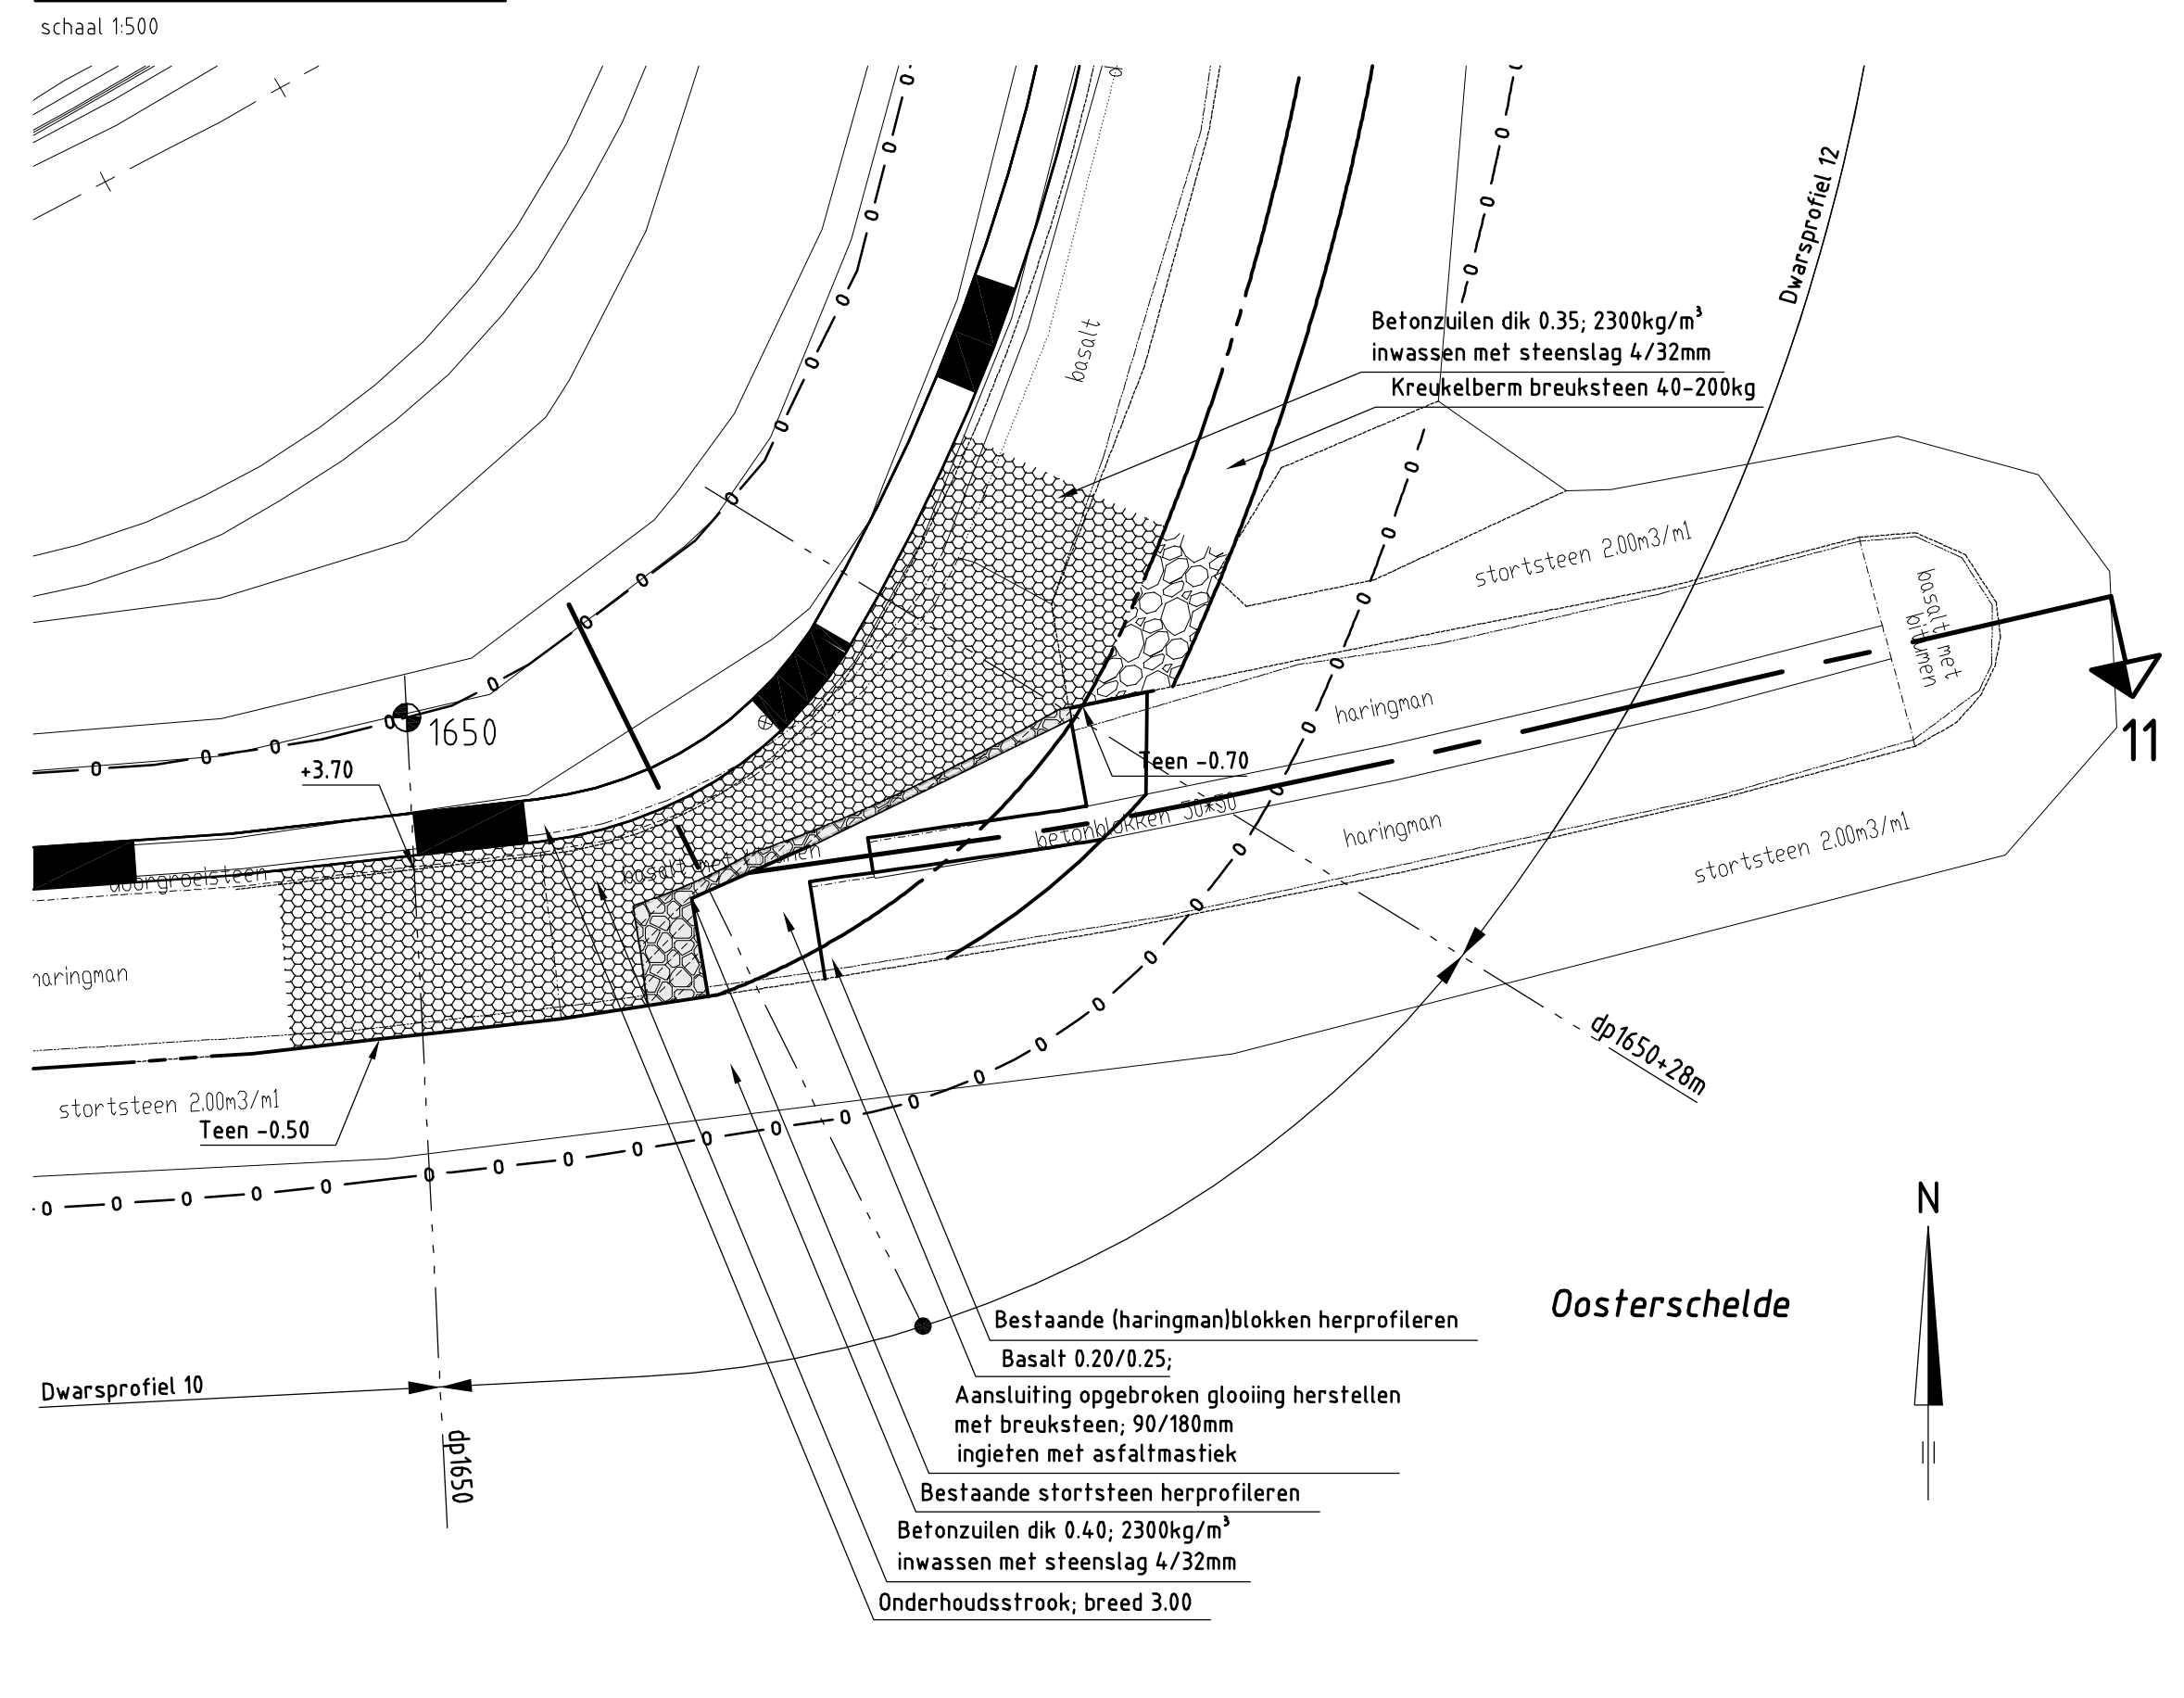 schaal 1:500
Dwarsprofiel 12
basalt
Betonzuilen dik 0.35; 2300kg/m³
inwassen met steenslag 4/32mm
Kreukelberm breuksteen 40-200kg
stortsteen 2.00m3/m1
basalt met
bitumen
haringman
11
1650
+3.70
Teen -0.70
betonblokken 50*50
haringman
stortsteen 2.00m3/m1
doorgroeisteen
basalt met bitumen
haringman
dp1650+28m
stortsteen 2.00m3/m1
Teen -0.50
N
Oosterschelde
Bestaande (haringman)blokken herprofileren
Basalt 0.20/0.25;
Dwarsprofiel 10
Aansluiting opgebroken glooiing herstellen
met breuksteen; 90/180mm
ingieten met asfaltmastiek
dp1650
Bestaande stortsteen herprofileren
Betonzuilen dik 0.40; 2300kg/m³
inwassen met steenslag 4/32mm
Onderhoudsstrook; breed 3.00